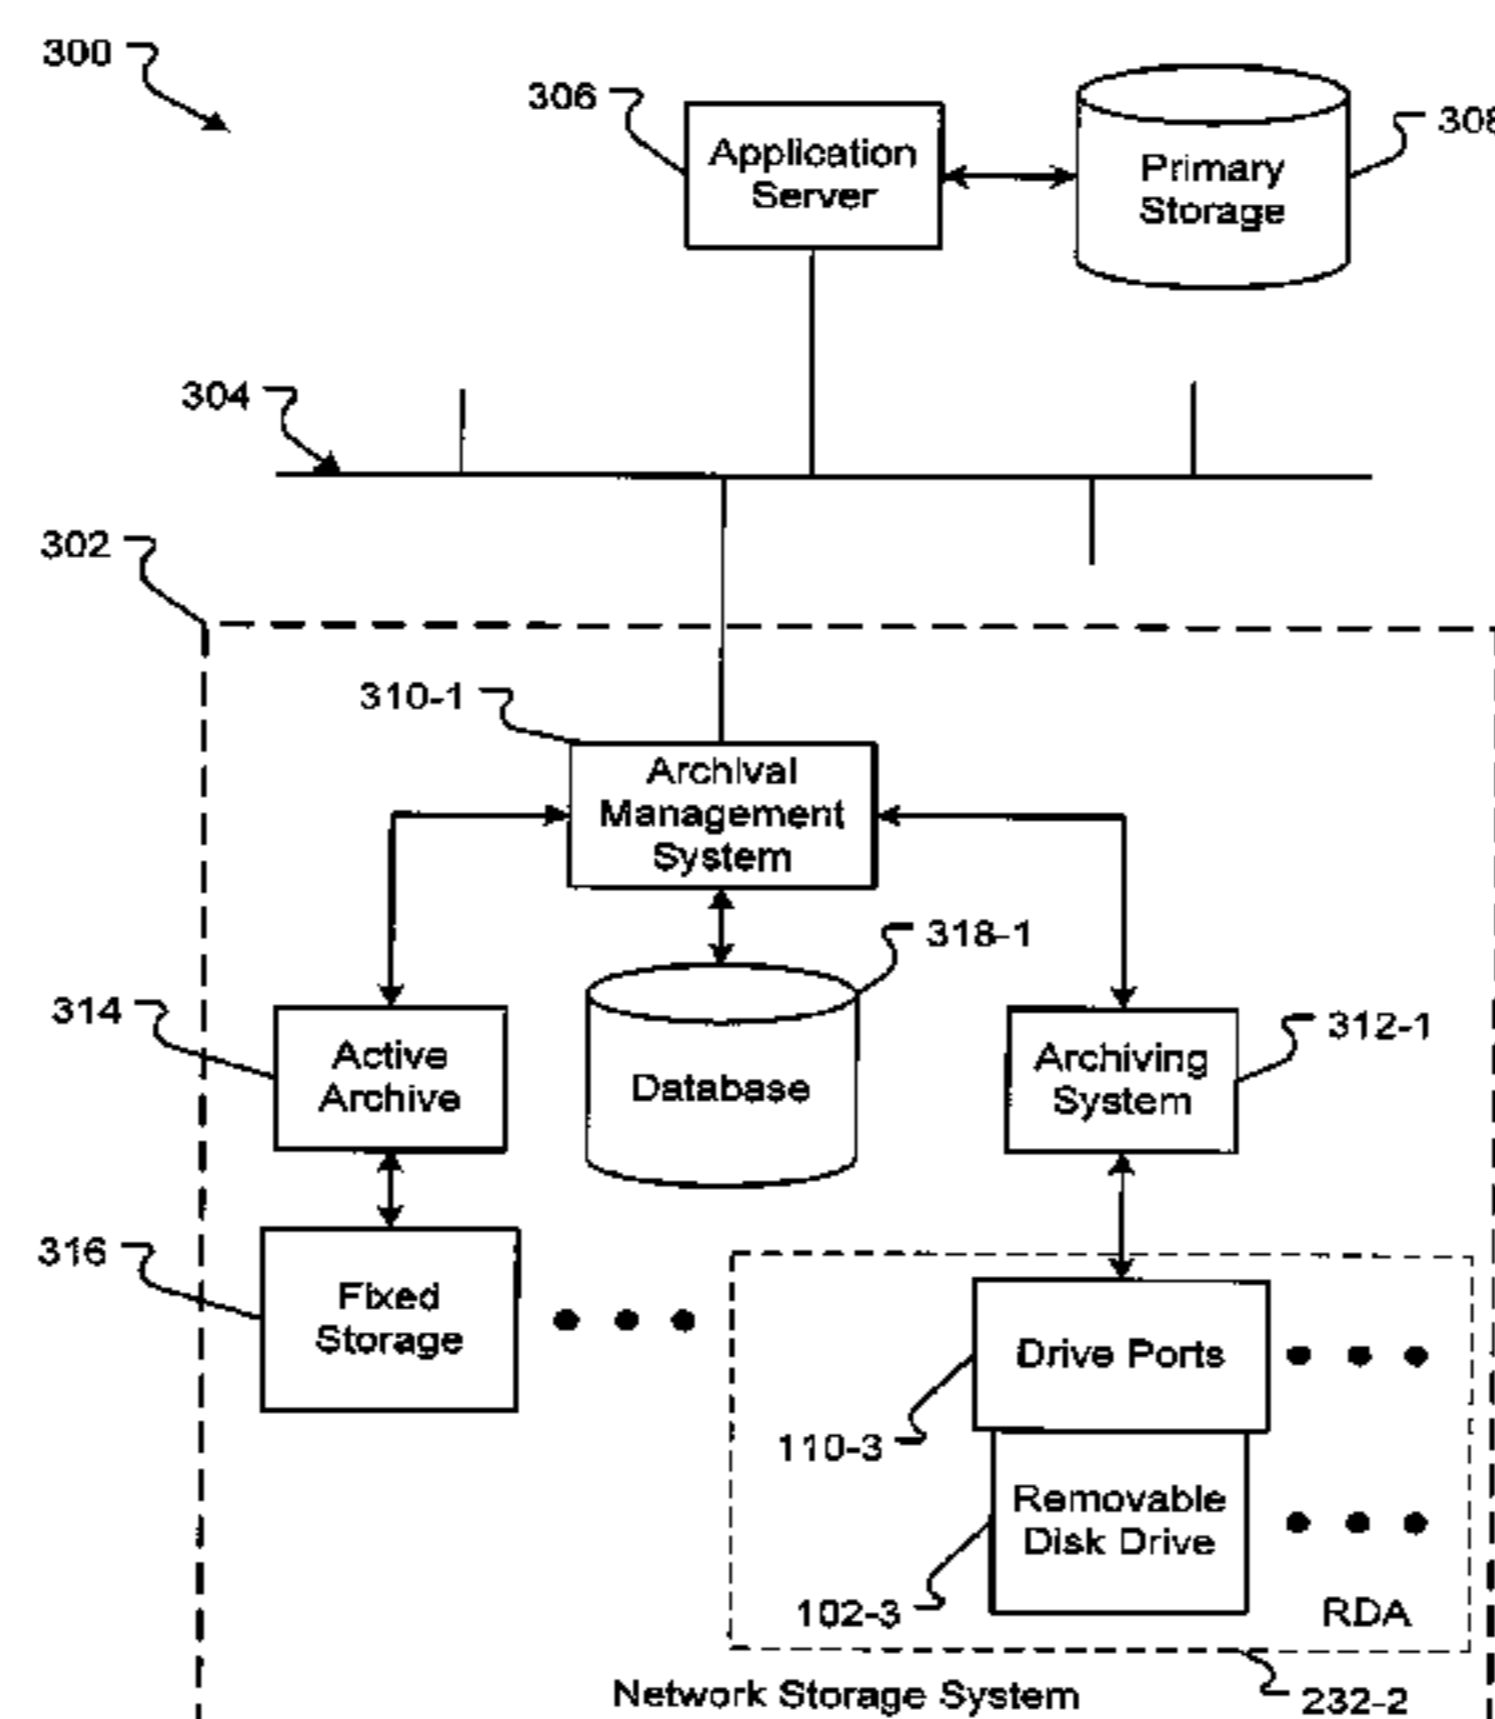 300
306
Application
Server
Primary
Storage
308
304
302
310-1
Archival
Management
System
318-1
314
Active
Archive
Database
Archiving
System
312-1
316
Fixed
Storage
Drive Ports
110-3
Removable
Disk Drive
102-3
RDA
Network Storage System
232-2